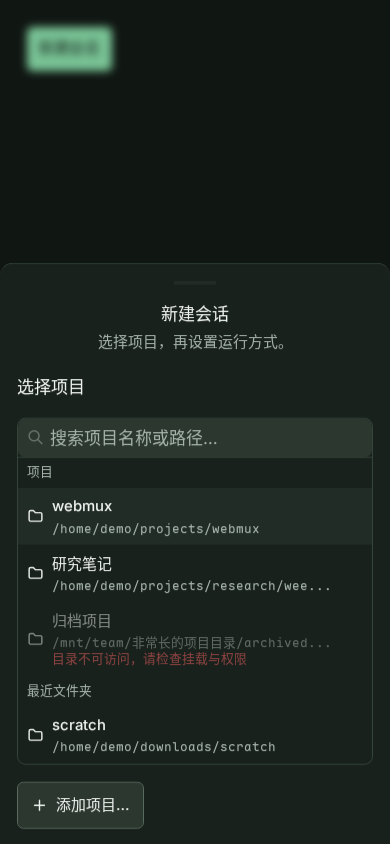 新建会话
选择项目，再设置运行方式。
选择项目
搜索项目名称或路径...
项目
webmux
/home/demo/projects/webmux
研究笔记
/home/demo/projects/research/wee...
归档项目
/mnt/team/非常长的项目目录/archived...
目录不可访问，请检查挂载与权限
最近文件夹
scratch
/home/demo/downloads/scratch
添加项目...